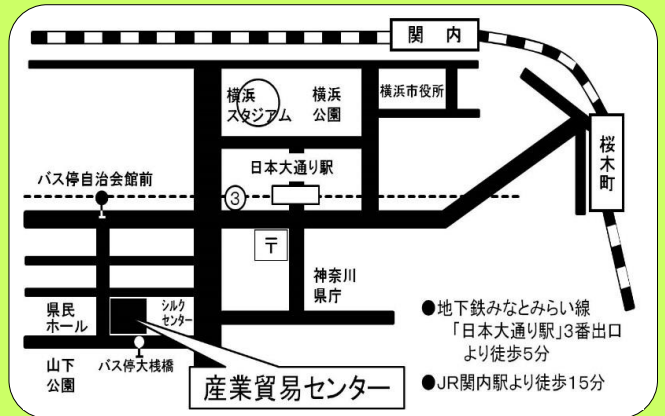 関内
横浜
スタジアム
横浜
公園
横浜市役所
桜木町
日本大通り駅
バス停自治会館前
③
〒
神奈川
県庁
県民
ホール
シルク
センター
山下
公園
バス停大桟橋
産業貿易センター
●地下鉄みなとみらい線
「日本大通り駅」3番出口
より徒歩5分
●JR関内駅より徒歩15分